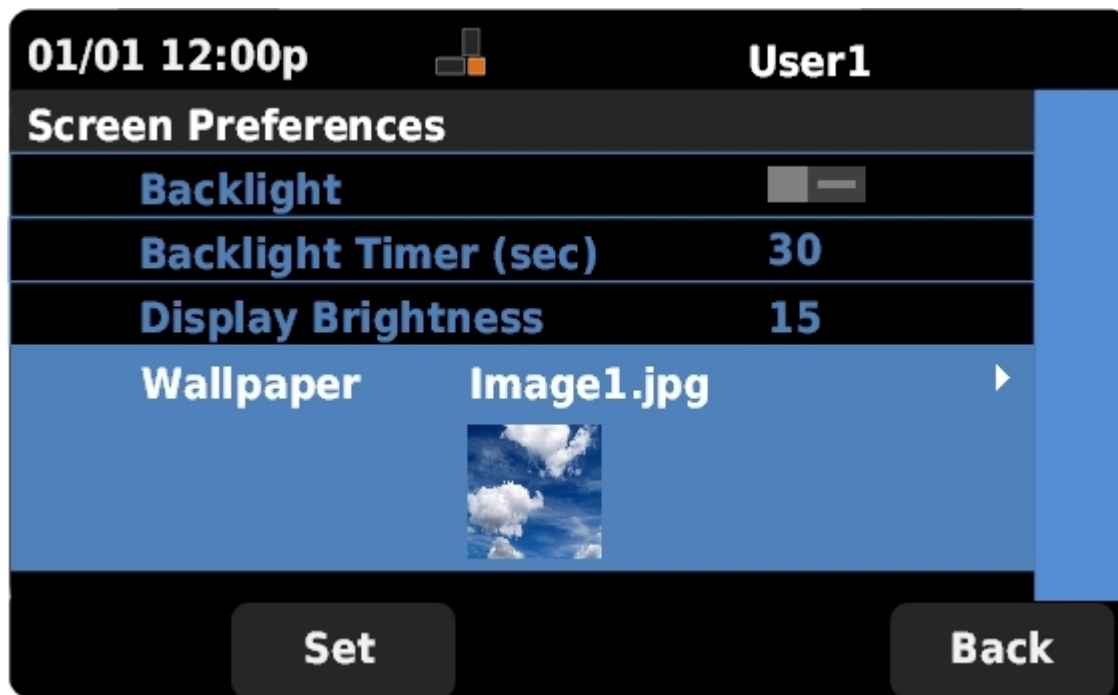 01/01 12:00p User1
Screen Preferences
Backlight
Backlight Timer (sec) 30
Display Brightness 15
Wallpaper Image1.jpg
Set Back